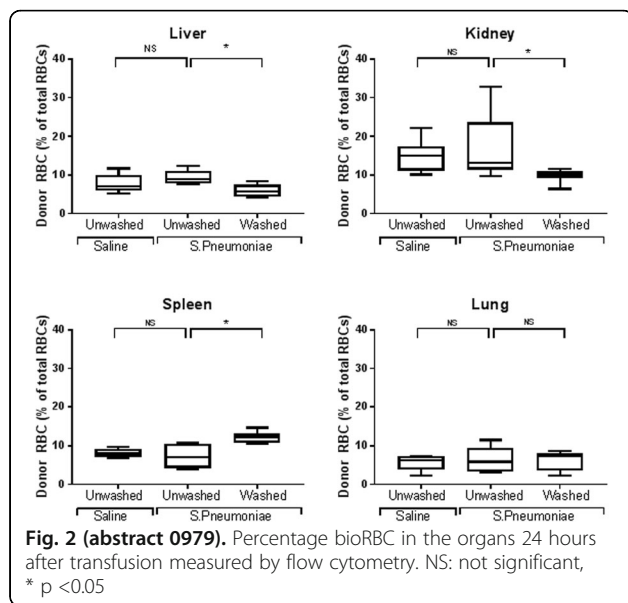 Liver
NS *
Donor RBC (% of total RBCs)
40
30
20
10
0
Unwashed Unwashed Washed
Saline S.Pneumoniae
Kidney
NS *
Donor RBC (% of total RBCs)
40
30
20
10
0
Unwashed Unwashed Washed
Saline S.Pneumoniae
Spleen
NS *
Donor RBC (% of total RBCs)
40
30
20
10
0
Unwashed Unwashed Washed
Saline S.Pneumoniae
Lung
NS NS
Donor RBC (% of total RBCs)
40
30
20
10
0
Unwashed Unwashed Washed
Saline S.Pneumoniae
Fig. 2 (abstract 0979). Percentage bioRBC in the organs 24 hours
after transfusion measured by flow cytometry. NS: not significant,
* p <0.05